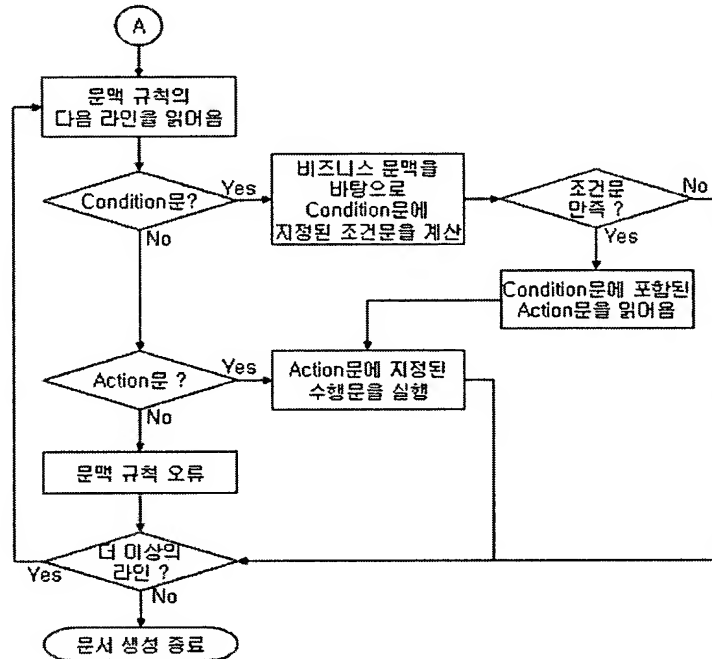 A
문맥 규칙의
다음 라인을 읽어옴
Condition문?
Yes
No
비즈니스 문맥을
바탕으로
Condition문에
지정된 조건문을 계산
조건문
만족 ?
No
Yes
Condition문에 포함된
Action문을 읽어옴
Action문 ?
Yes
No
Action문에 지정된
수행문을 실행
문맥 규칙 오류
더 이상의
라인 ?
Yes
No
문서 생성 종료